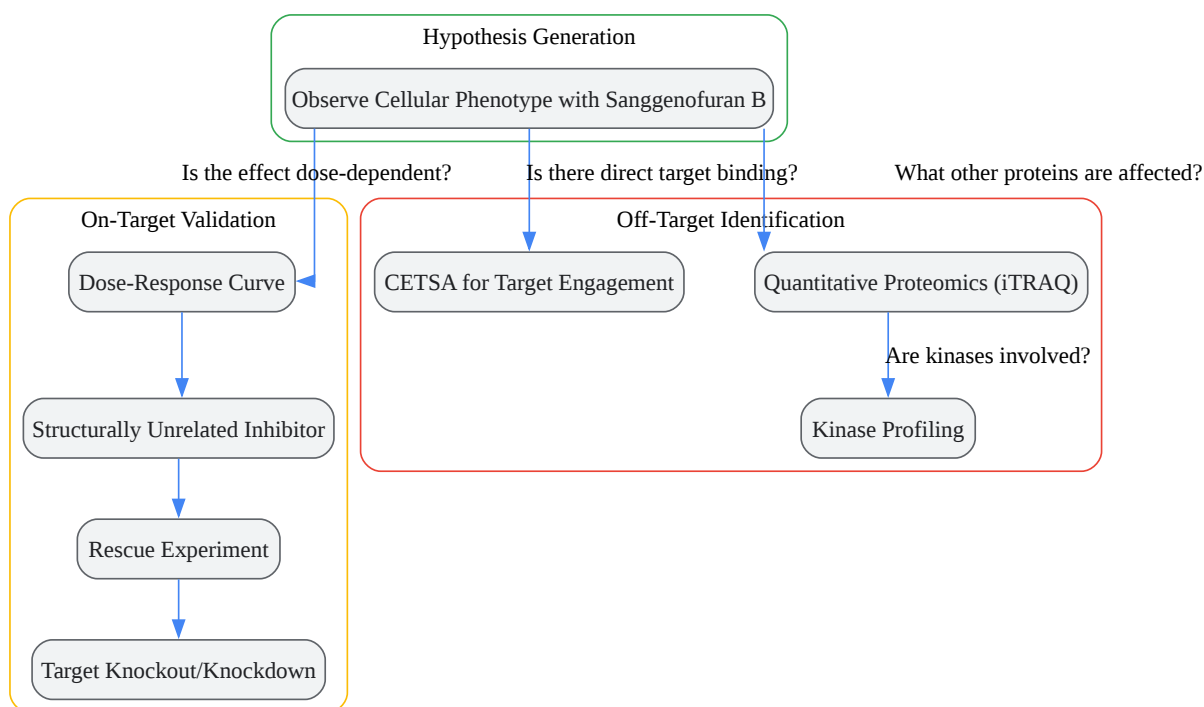 Hypothesis Generation
Observe Cellular Phenotype with Sanggenofuran B
Is the effect dose-dependent?
Is there direct target binding?
What other proteins are affected?
On-Target Validation
Off-Target Identification
Dose-Response Curve
CETSA for Target Engagement
Quantitative Proteomics (iTRAQ)
Are kinases involved?
Structurally Unrelated Inhibitor
Kinase Profiling
Rescue Experiment
Target Knockout/Knockdown